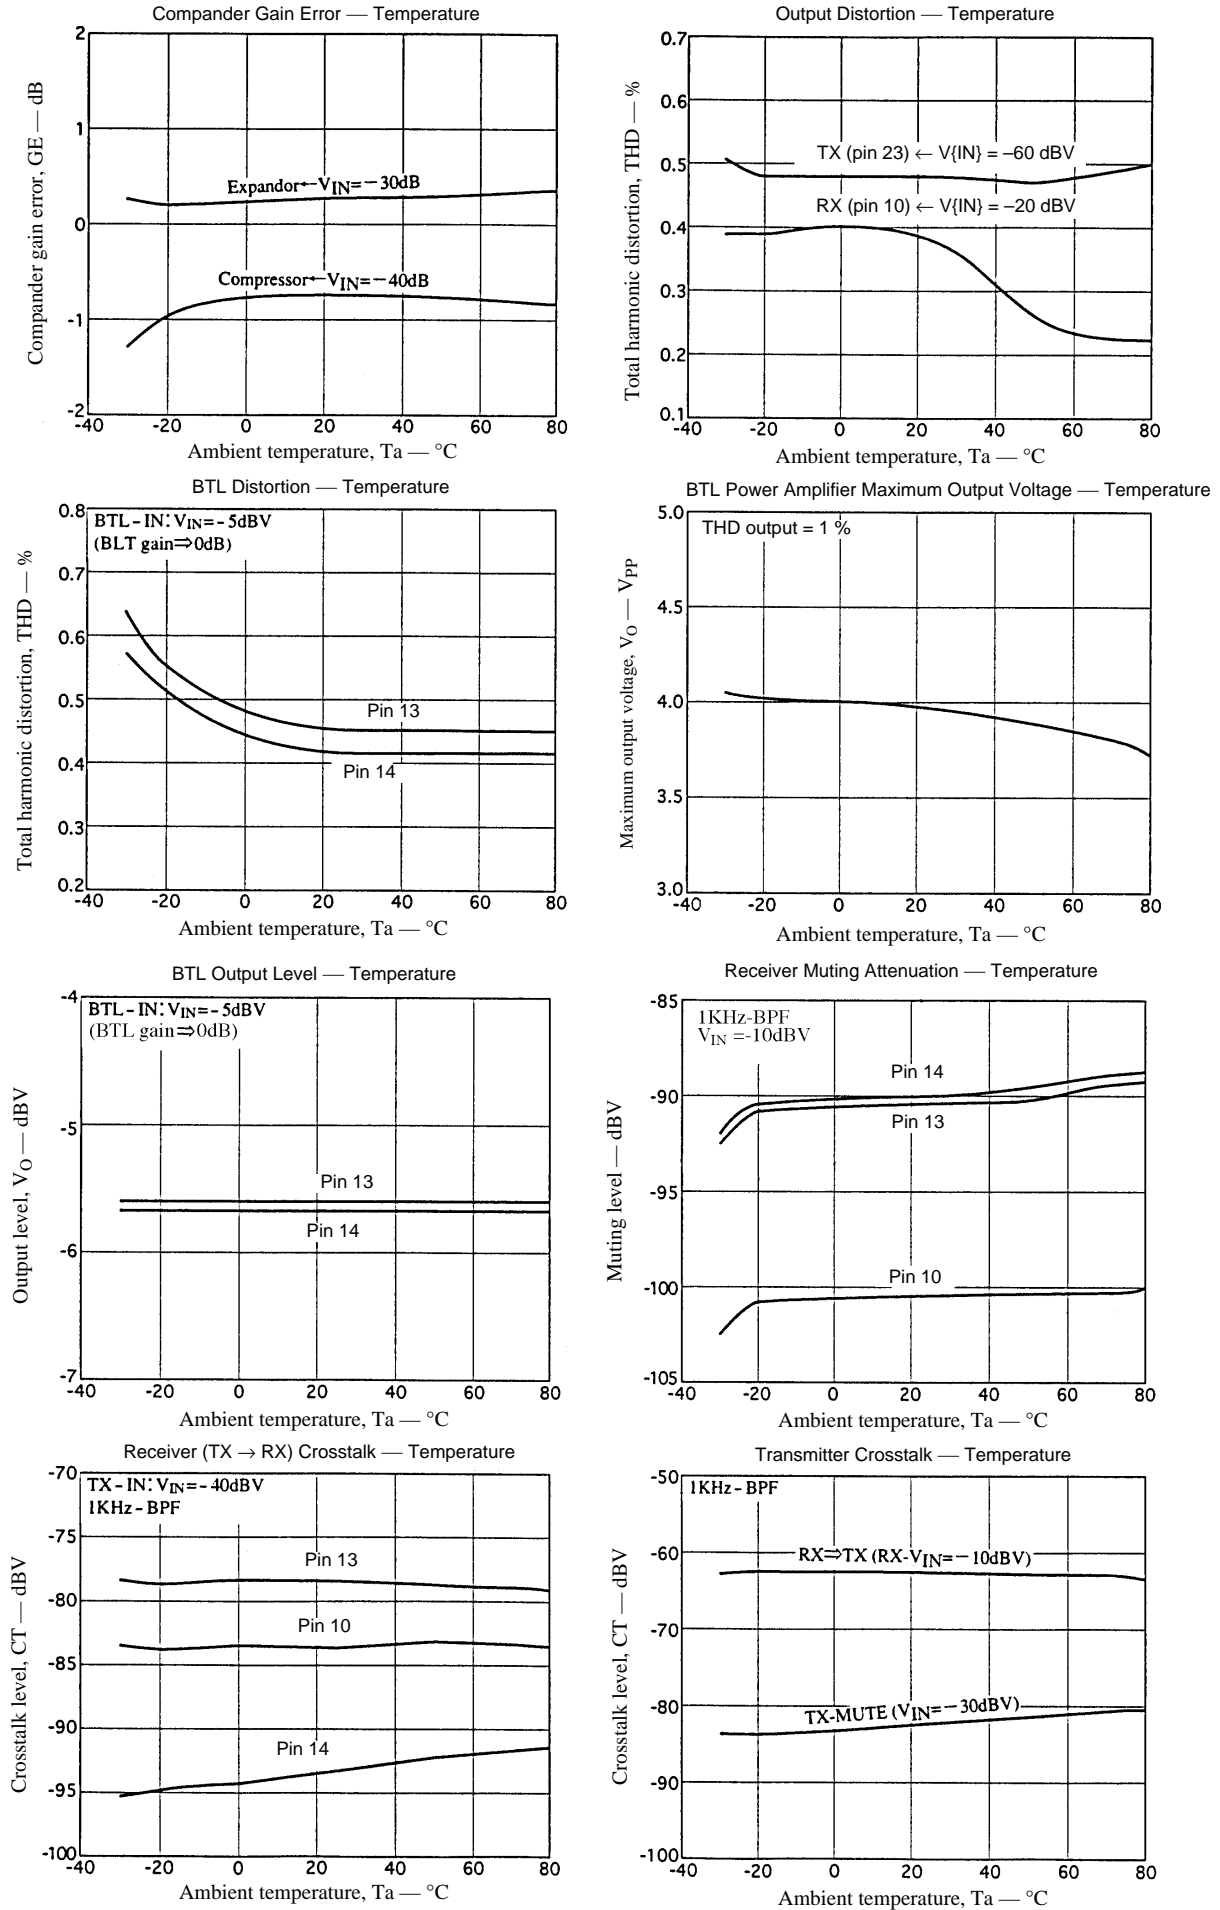 Compander Gain Error — Temperature
2
1
0
-1
-2
-40
-20
0
20
40
60
80
Compander gain error, GE — dB
Expandor←VIN=−30dB
Compressor←VIN=−40dB
Ambient temperature, Ta — °C
Output Distortion — Temperature
0.7
0.6
0.5
0.4
0.3
0.2
0.1
-40
-20
0
20
40
60
80
Total harmonic distortion, THD — %
TX (pin 23) ← V{IN} = –60 dBV
RX (pin 10) ← V{IN} = –20 dBV
Ambient temperature, Ta — °C
BTL Distortion — Temperature
BTL-IN: VIN=-5dBV
(BLT gain⇒0dB)
0.8
0.7
0.6
0.5
0.4
0.3
0.2
-40
-20
0
20
40
60
80
Total harmonic distortion, THD — %
Pin 13
Pin 14
Ambient temperature, Ta — °C
BTL Power Amplifier Maximum Output Voltage — Temperature
THD output = 1 %
5.0
4.5
4.0
3.5
3.0
-40
-20
0
20
40
60
80
Maximum output voltage, VO — VPP
Ambient temperature, Ta — °C
BTL Output Level — Temperature
BTL-IN: VIN=-5dBV
(BTL gain⇒0dB)
-4
-5
-6
-7
-40
-20
0
20
40
60
80
Output level, VO — dBV
Pin 13
Pin 14
Ambient temperature, Ta — °C
Receiver Muting Attenuation — Temperature
1KHz-BPF
VIN =-10dBV
-85
-90
-95
-100
-105
-40
-20
0
20
40
60
80
Muting level — dBV
Pin 14
Pin 13
Pin 10
Ambient temperature, Ta — °C
Receiver (TX → RX) Crosstalk — Temperature
TX-IN: VIN=-40dBV
1KHz-BPF
-70
-75
-80
-85
-90
-95
-100
-40
-20
0
20
40
60
80
Crosstalk level, CT — dBV
Pin 13
Pin 10
Pin 14
Ambient temperature, Ta — °C
Transmitter Crosstalk — Temperature
1KHz-BPF
-50
-60
-70
-80
-90
-100
-40
-20
0
20
40
60
80
Crosstalk level, CT — dBV
RX⇒TX (RX-VIN=−10dBV)
TX-MUTE (VIN=−30dBV)
Ambient temperature, Ta — °C